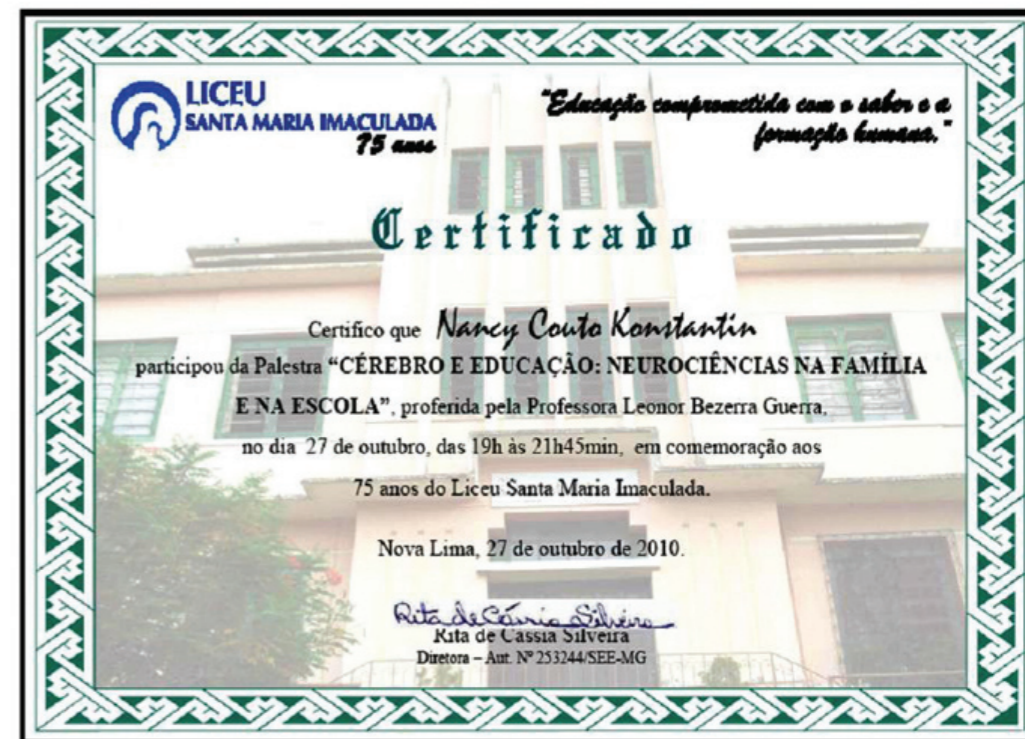 LICEU
SANTA MARIA IMACULADA
75 anos
"Educação comprometida com o saber e a
formação humana."
Certificado
Certifico que Nancy Couto Konstantin
participou da Palestra "CÉREBRO E EDUCAÇÃO: NEUROCIÊNCIAS NA FAMÍLIA
E NA ESCOLA", proferida pela Professora Leonor Bezerra Guerra,
no dia 27 de outubro, das 19h às 21h45min, em comemoração aos
75 anos do Liceu Santa Maria Imaculada.
Nova Lima, 27 de outubro de 2010.
Rita de Cássia Silveira
Rita de Cássia Silveira
Diretora – Aut. Nº 253244/SEE-MG